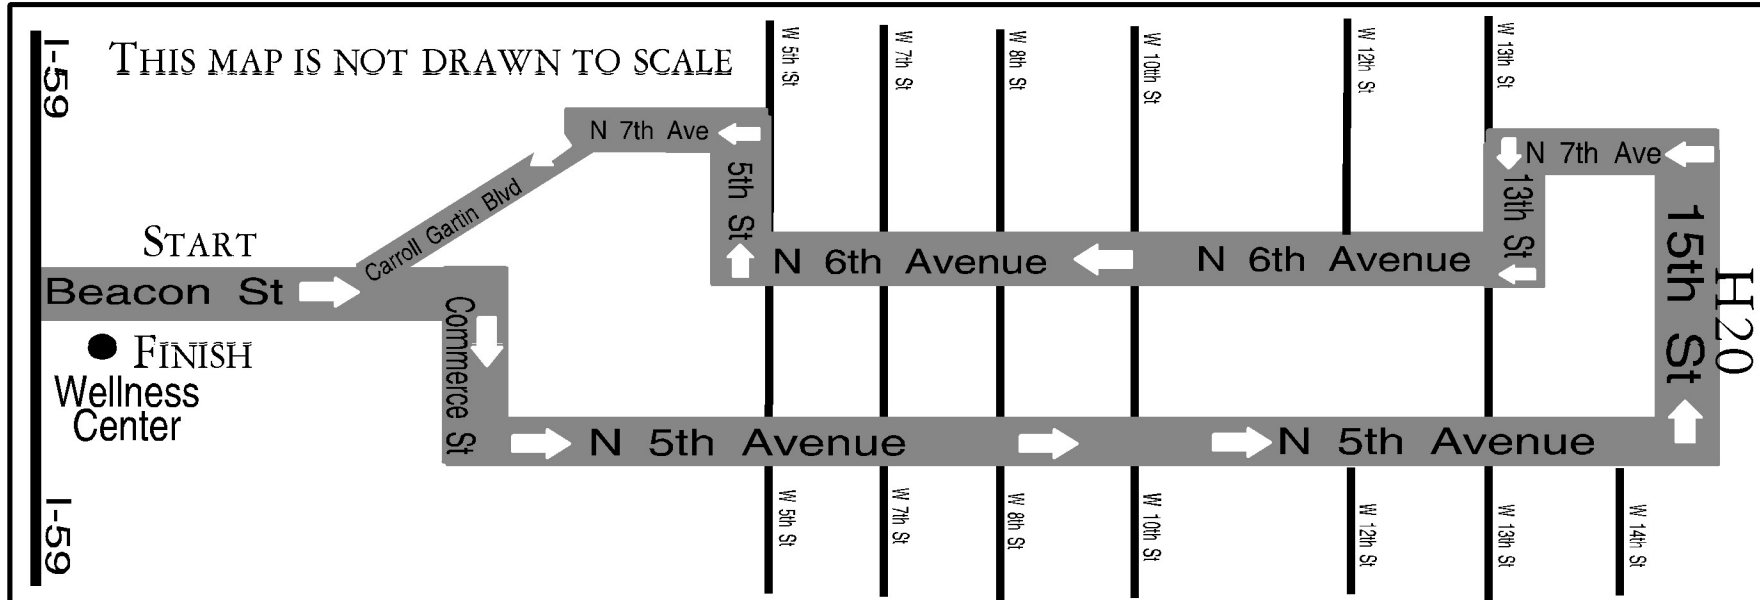 I-59
THIS MAP IS NOT DRAWN TO SCALE
W 5th St
W 7th St
W 8th St
W 10th St
W 12th St
W 13th St
N 7th Ave
N 7th Ave
5th St
13th St
15th St
H20
Carroll Gartin Blvd
START
Beacon St
N 6th Avenue
N 6th Avenue
FINISH
Wellness
Center
Commerce St
N 5th Avenue
N 5th Avenue
I-59
W 5th St
W 7th St
W 8th St
W 10th St
W 12th St
W 13th St
W 14th St